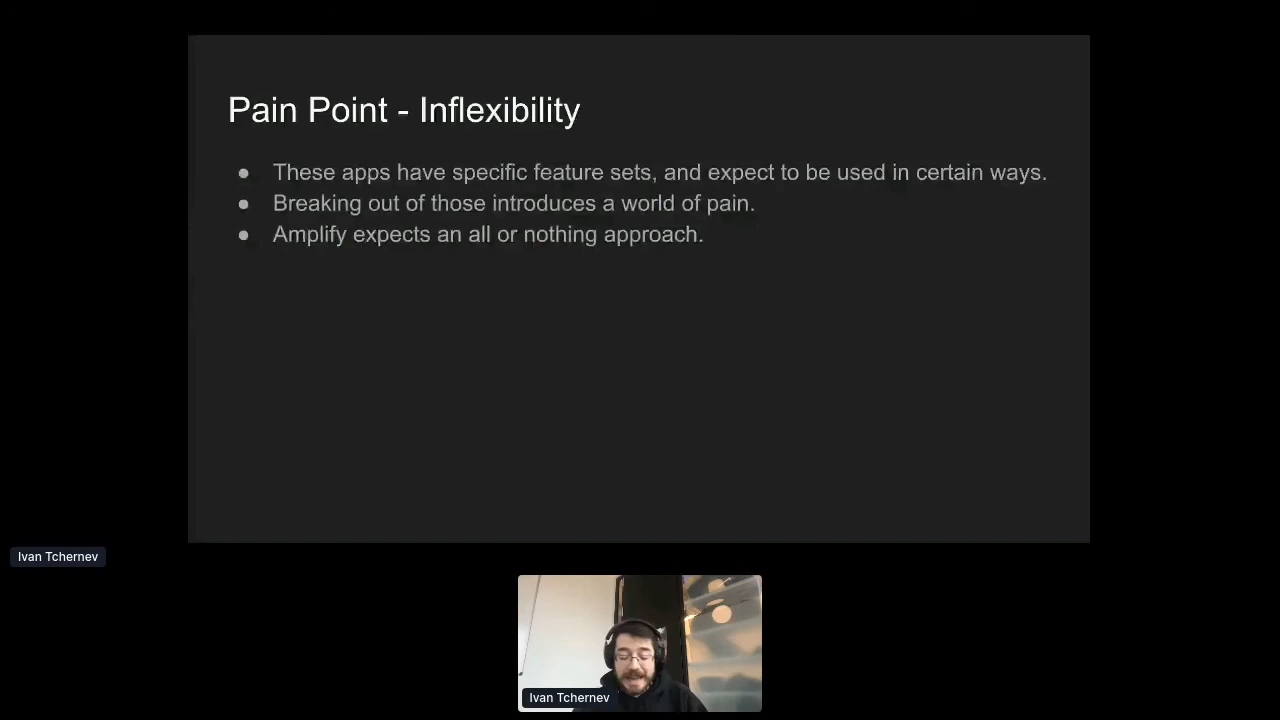 Pain Point - Inflexibility
● These apps have specific feature sets, and expect to be used in certain ways.
● Breaking out of those introduces a world of pain.
● Amplify expects an all or nothing approach.
Ivan Tchernev
Ivan Tchernev